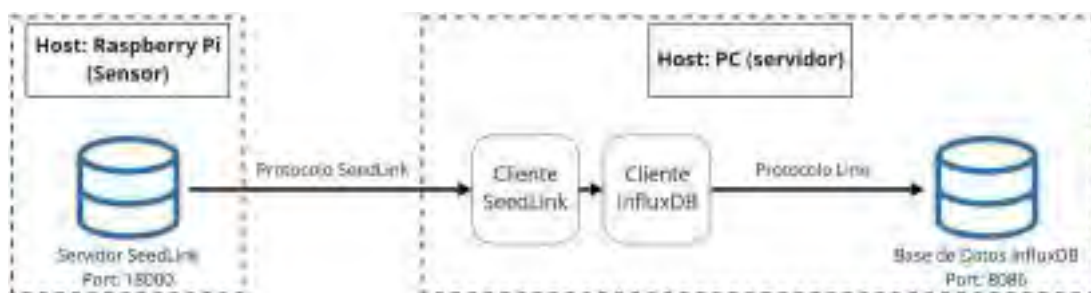 Host: Raspberry Pi
(Sensor)
Host: PC (servidor)
Protocolo SeedLink
Cliente
SeedLink
Cliente
InfluxDB
Protocolo Line
Servidor SeedLink
Port: 18000
Base de Datos InfluxDB
Port: 8086